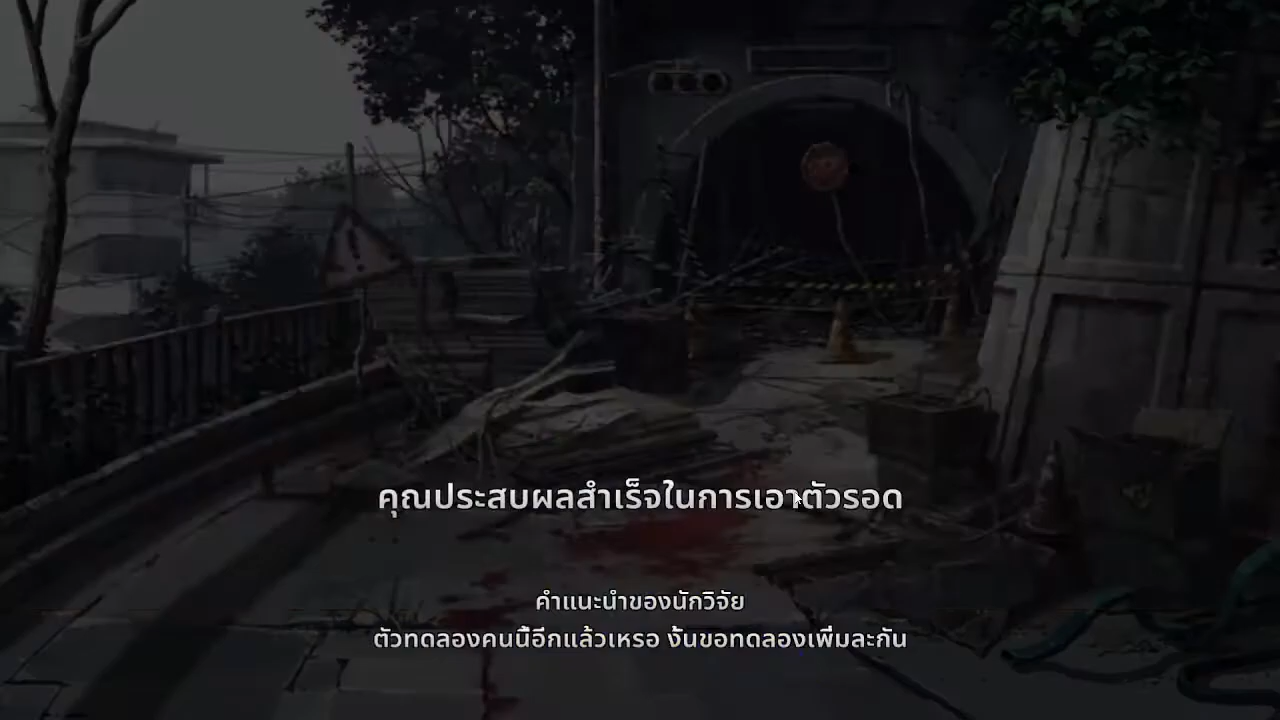 คุณประสบผลสำเร็จในการเอาตัวรอด
คำแนะนำของนักวิจัย
ตัวทดลองคนนี้อีกแล้วเหรอ งั้นขอทดลองเพิ่มละกัน